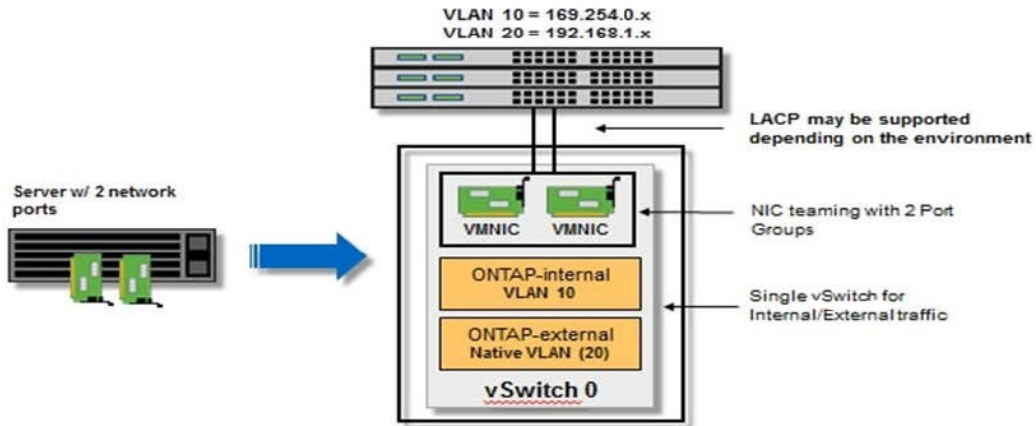 VLAN 10 = 169.254.0.x
VLAN 20 = 192.168.1.x
LACP may be supported
depending on the environment
Server w/ 2 network
ports
VMNIC VMNIC
NIC teaming with 2 Port
Groups
ONTAP-internal
VLAN 10
Single vSwitch for
Internal/External traffic
ONTAP-external
Native VLAN (20)
vSwitch 0